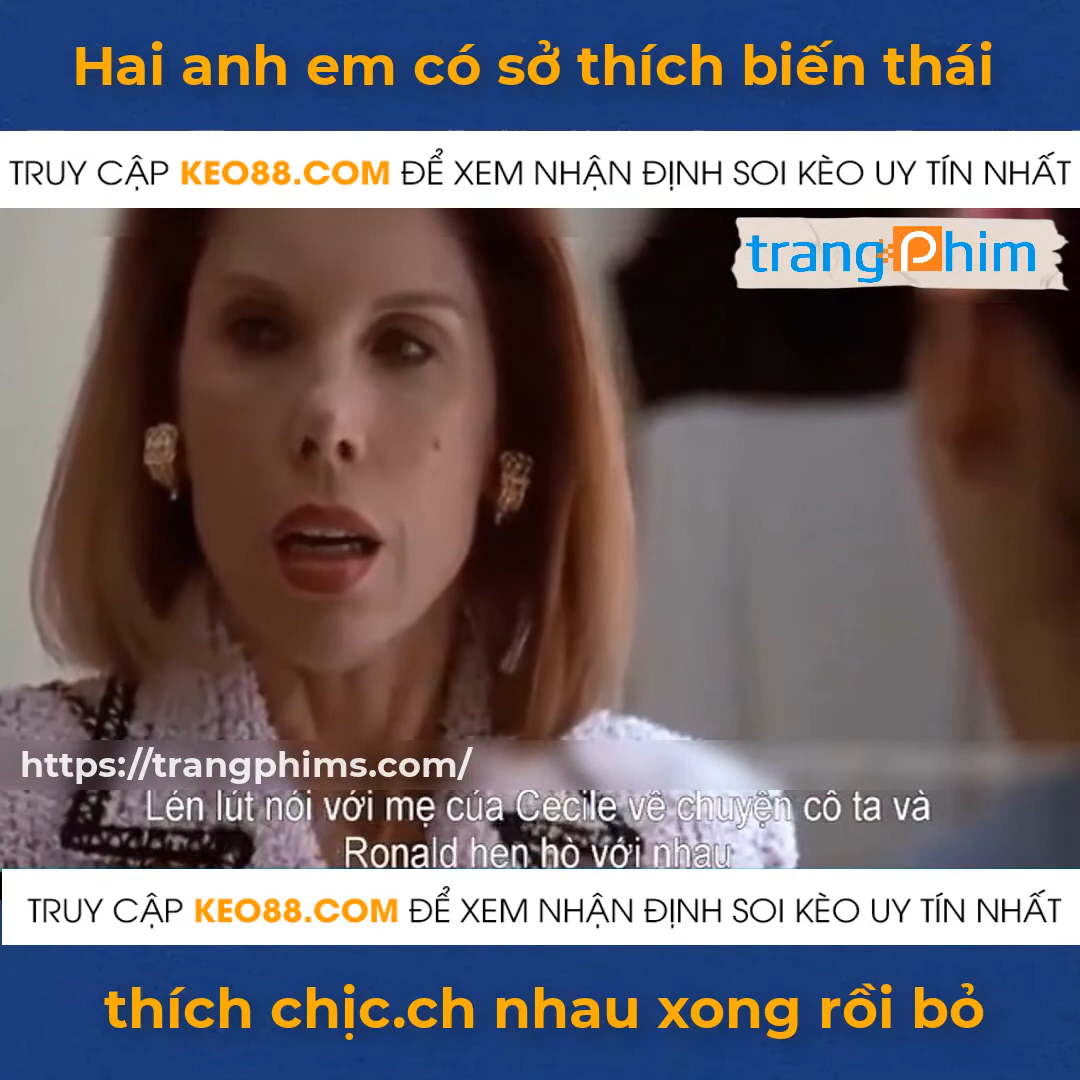 Hai anh em có sở thích biến thái
TRUY CẬP KEO88.COM ĐỂ XEM NHẬN ĐỊNH SOI KÈO UY TÍN NHẤT
trangPhim
https://trangphims.com/
Lén lút nói với mẹ của Cecile về chuyện cô ta và
Ronald hẹn hò với nhau
TRUY CẬP KEO88.COM ĐỂ XEM NHẬN ĐỊNH SOI KÈO UY TÍN NHẤT
thích chịc.ch nhau xong rồi bỏ